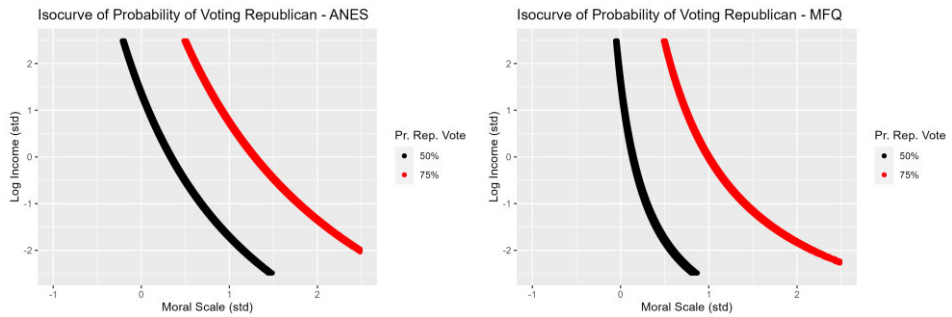 Isocurve of Probability of Voting Republican - ANES
2
1
0
-1
-2
Log Income (std)
-1
0
1
2
Moral Scale (std)
Pr. Rep. Vote
50%
75%
Isocurve of Probability of Voting Republican - MFQ
2
1
0
-1
-2
Log Income (std)
-1
0
1
2
Moral Scale (std)
Pr. Rep. Vote
50%
75%